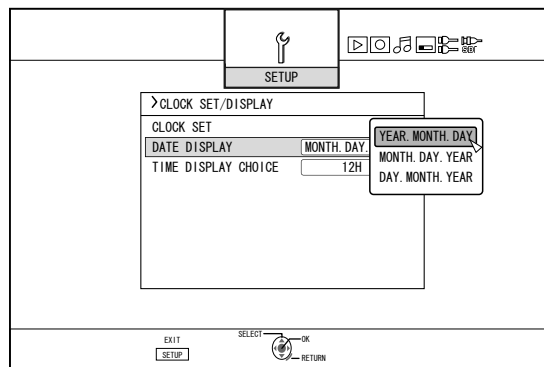 SETUP
>CLOCK SET/DISPLAY
CLOCK SET
DATE DISPLAY MONTH. DAY.
TIME DISPLAY CHOICE 12H
YEAR. MONTH. DAY
MONTH. DAY. YEAR
DAY. MONTH. YEAR
EXIT
SETUP
SELECT
OK
RETURN